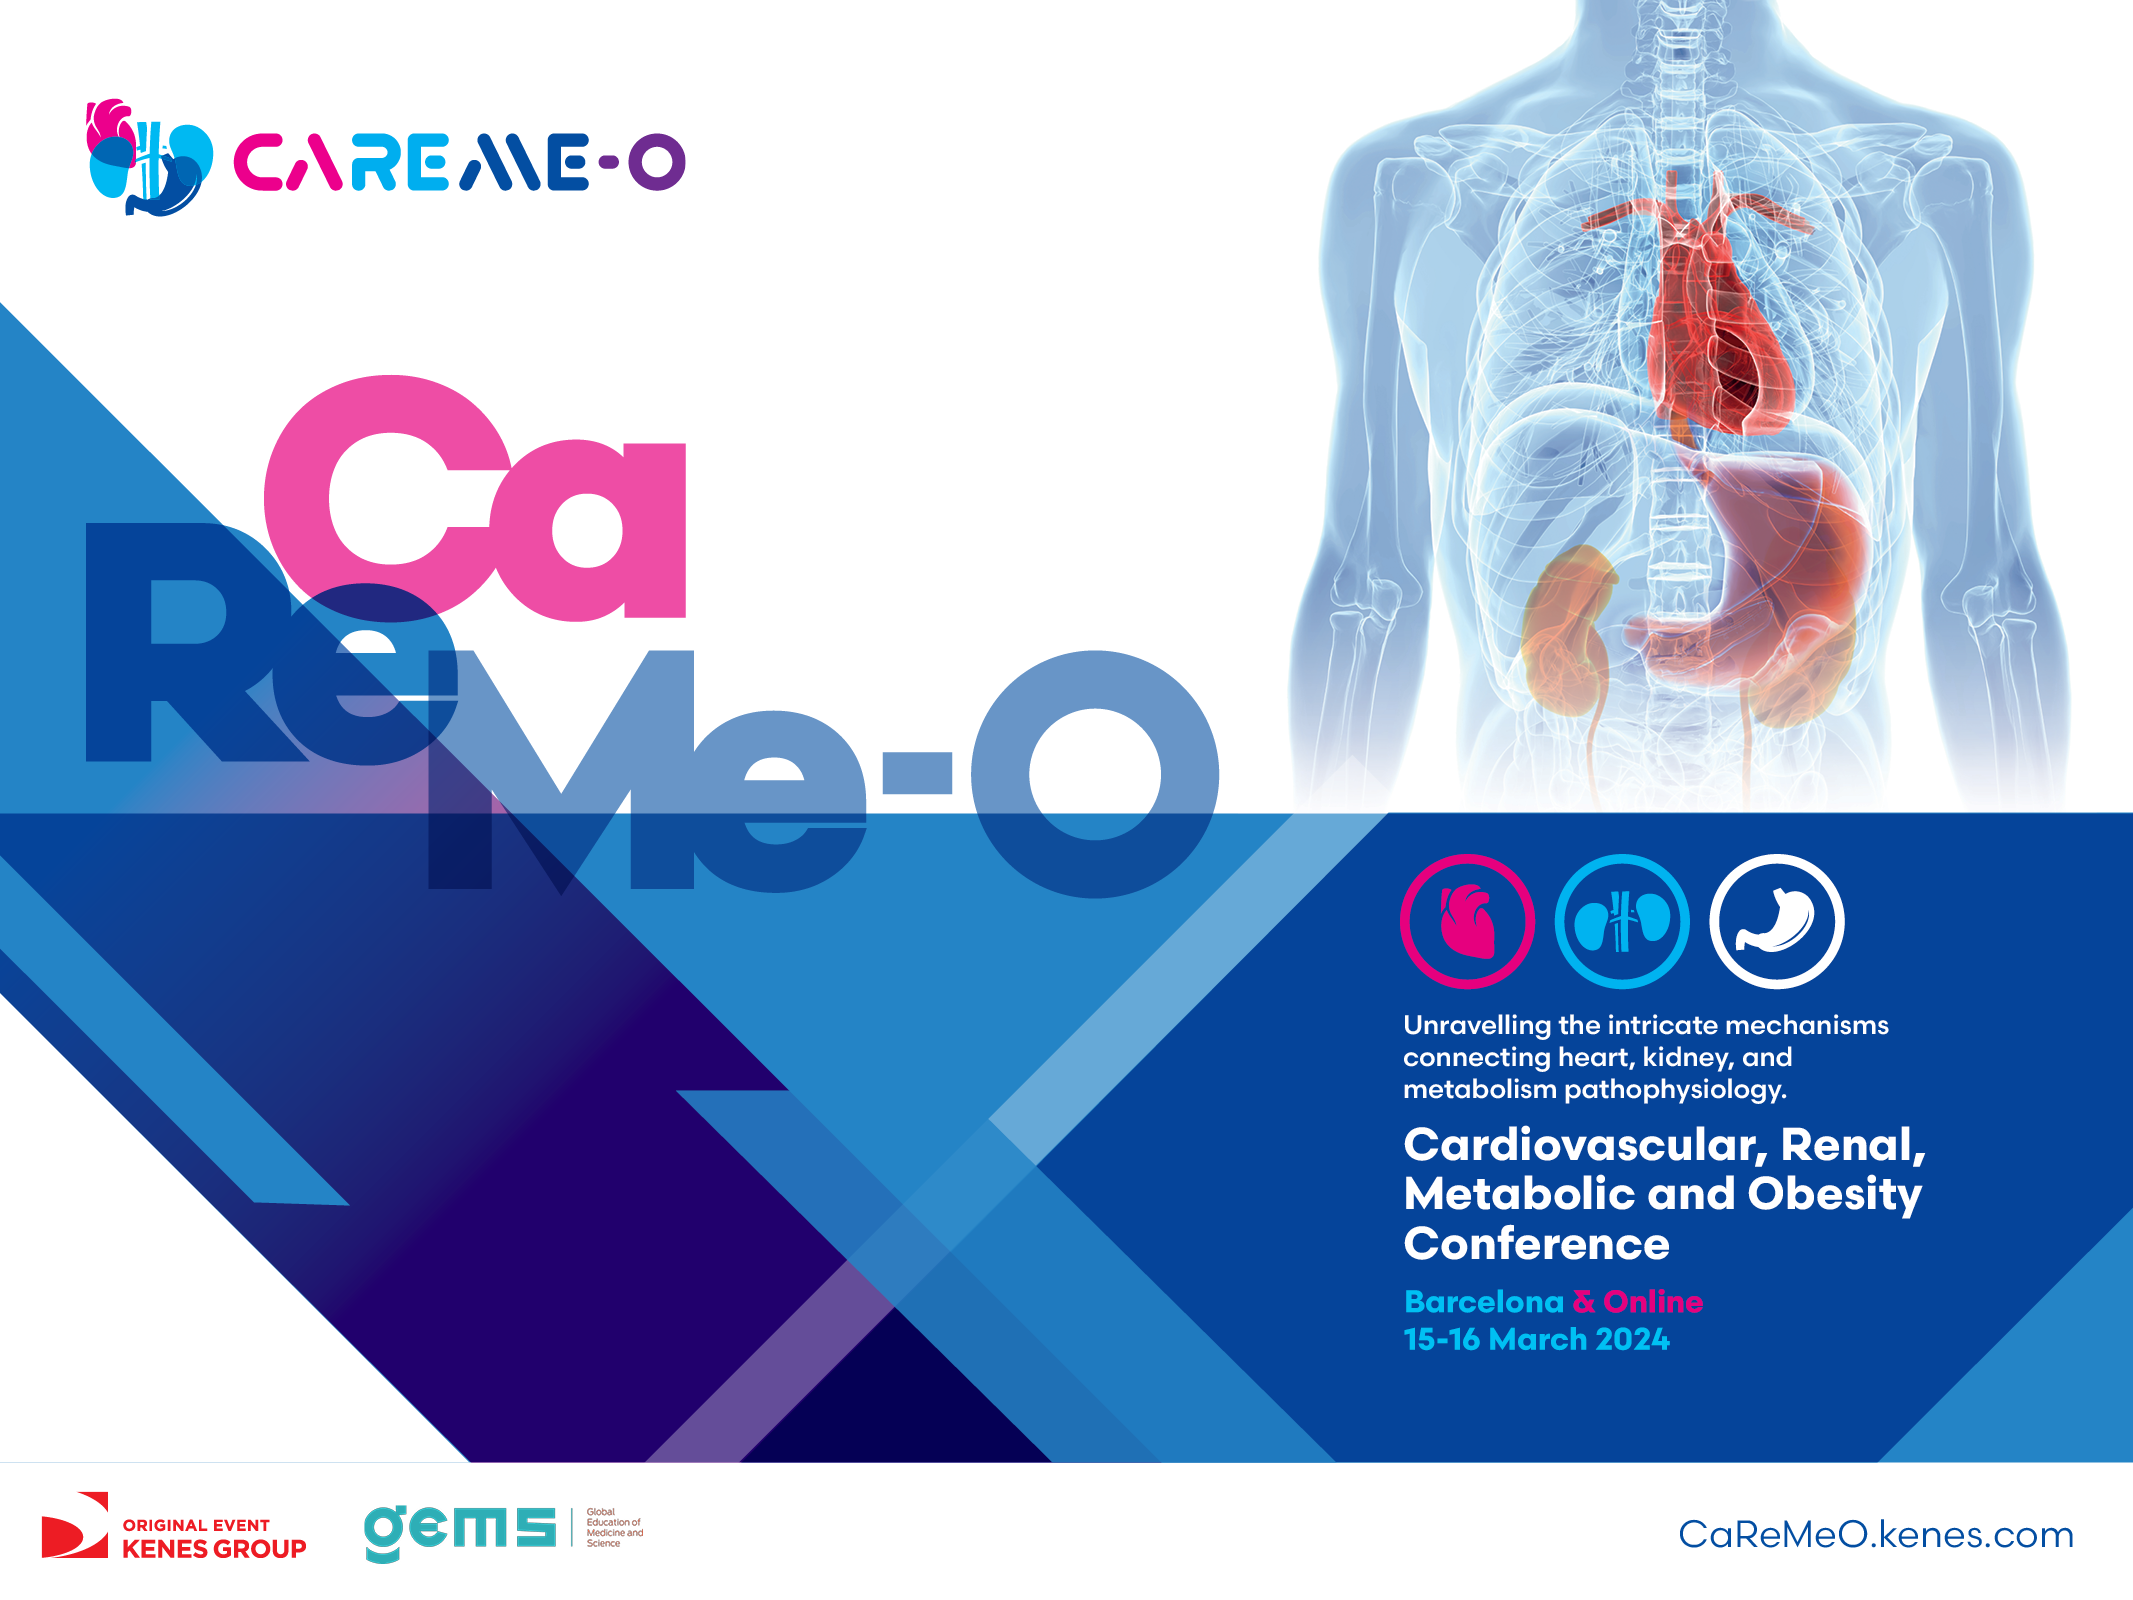 CAREME-O
Ca
Re
Me-O
Unravelling the intricate mechanisms
connecting heart, kidney, and
metabolism pathophysiology.
Cardiovascular, Renal,
Metabolic and Obesity
Conference
Barcelona & Online
15-16 March 2024
ORIGINAL EVENT
KENES GROUP
gems
Global
Education of
Medicine and
Science
CaReMeO.kenes.com